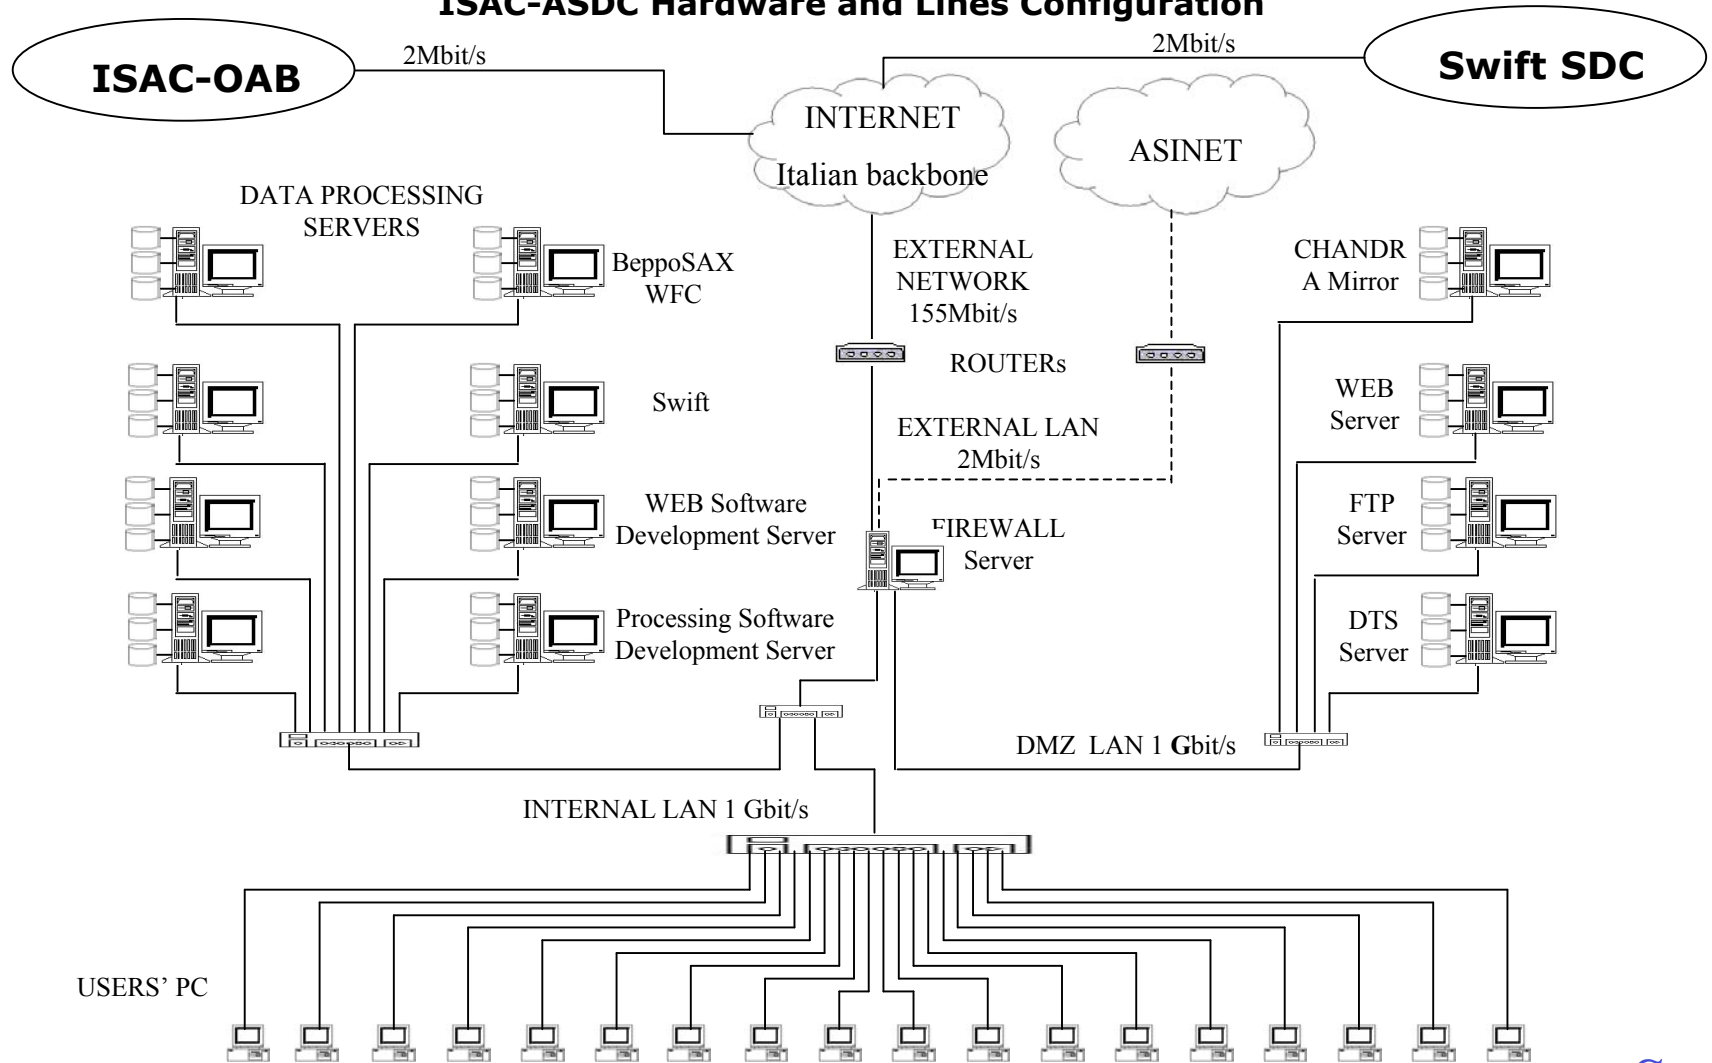 ISAC-ASDC Hardware and Lines Configuration
ISAC-OAB
2Mbit/s
2Mbit/s
Swift SDC
INTERNET
Italian backbone
ASINET
DATA PROCESSING
SERVERS
BeppoSAX
WFC
EXTERNAL
NETWORK
155Mbit/s
CHANDR
A Mirror
ROUTERs
Swift
WEB
Server
EXTERNAL LAN
2Mbit/s
WEB Software
Development Server
FIREWALL
Server
FTP
Server
Processing Software
Development Server
DTS
Server
DMZ LAN 1 Gbit/s
INTERNAL LAN 1 Gbit/s
USERS’ PC